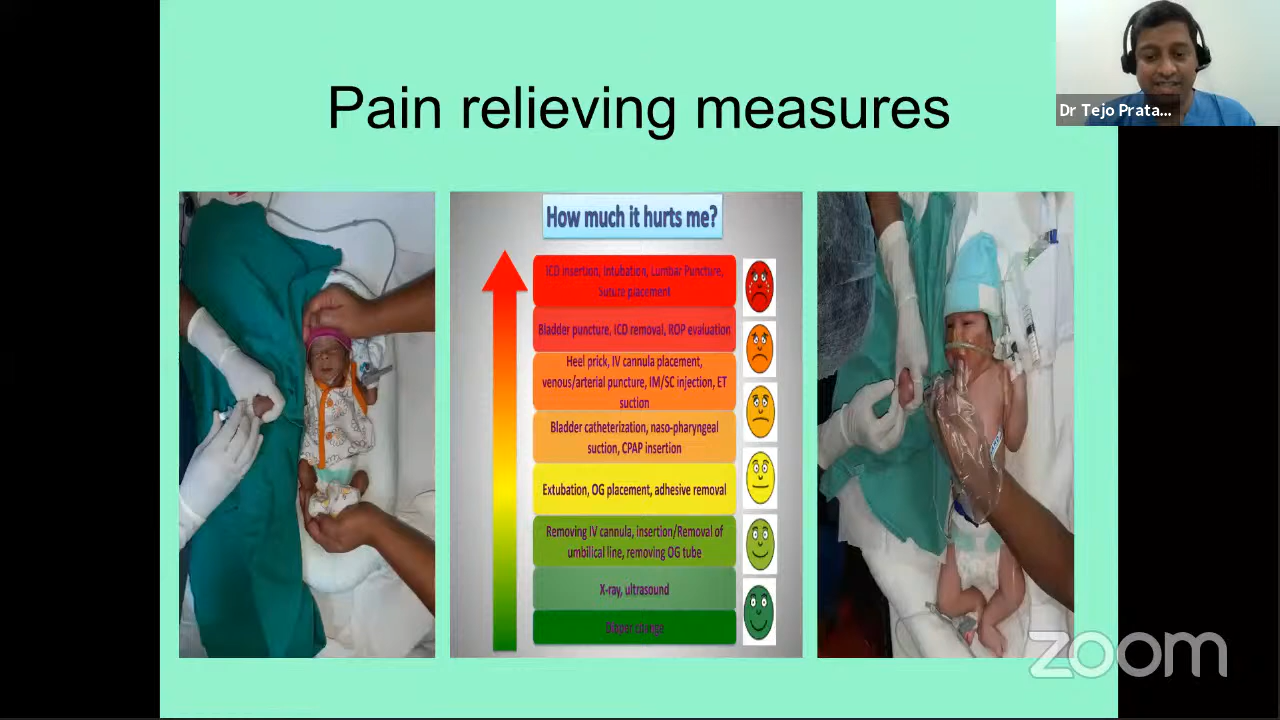 Dr Tejo Prata...
Pain relieving measures
How much it hurts me?
ICD insertion, Intubation, Lumbar Puncture,
Suture placement
Bladder puncture, ICD removal, ROP evaluation
Heel prick, IV cannula placement,
venous/arterial puncture, IM/SC injection, ET
suction
Bladder catheterization, naso-pharyngeal
suction, CPAP insertion
Extubation, OG placement, adhesive removal
Removing IV cannula, insertion/Removal of
umbilical line, removing OG tube
X-ray, ultrasound
zoom